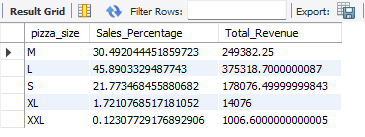 Result Grid Filter Rows: Export:
pizza_size Sales_Percentage Total_Revenue
M 30.492044451859723 249382.25
L 45.8903329487743 375318.7000000087
S 21.773468455880682 178076.49999999843
XL 1.7210768517181052 14076
XXL 0.12307729176892906 1006.6000000000005